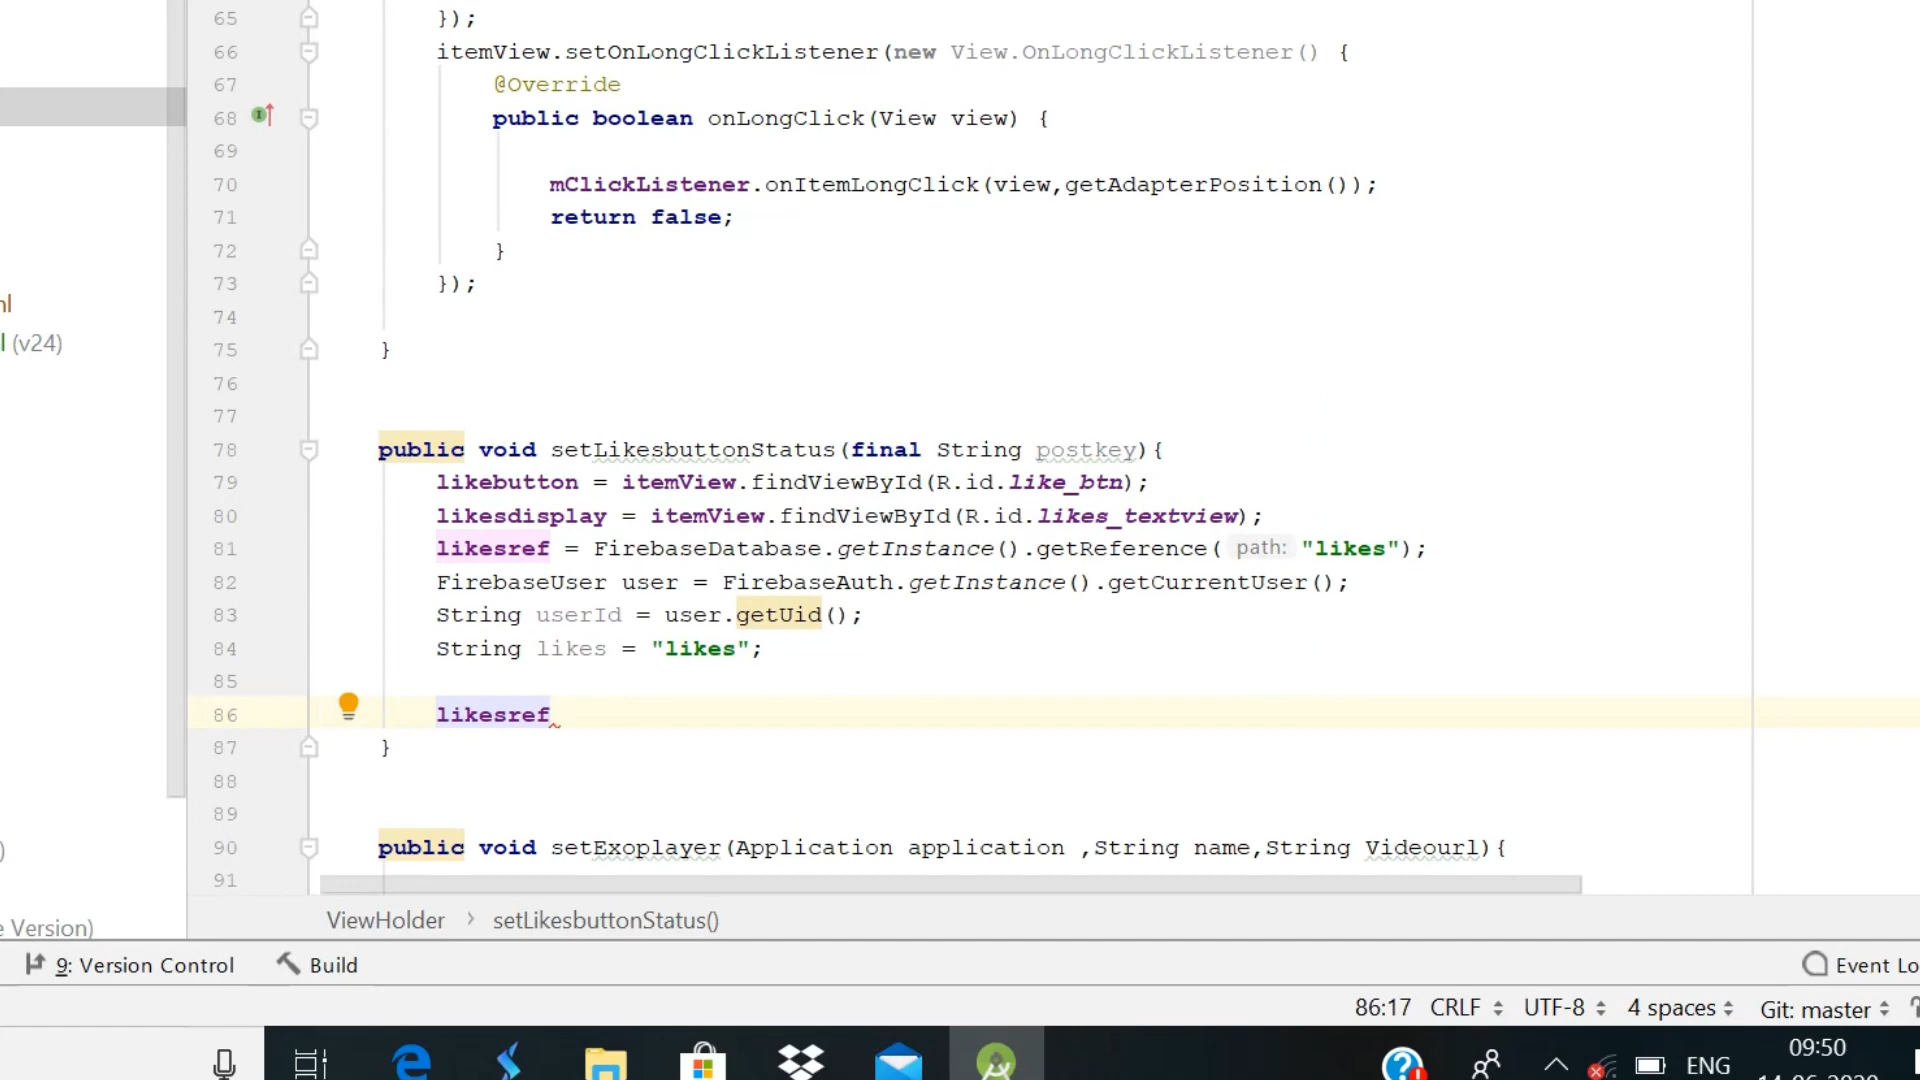 65 });
66 itemView.setOnLongClickListener(new View.OnLongClickListener() {
67 @Override
68 public boolean onLongClick(View view) {
69
70 mClickListener.onItemLongClick(view,getAdapterPosition());
71 return false;
72 }
73 });
74
75 }
76
77
78 public void setLikesbuttonStatus(final String postkey){
79 likebutton = itemView.findViewById(R.id.like_btn);
80 likesdisplay = itemView.findViewById(R.id.likes_textview);
81 likesref = FirebaseDatabase.getInstance().getReference( path: "likes");
82 FirebaseUser user = FirebaseAuth.getInstance().getCurrentUser();
83 String userId = user.getUid();
84 String likes = "likes";
85
86 likesref
87 }
88
89
90 public void setExoplayer(Application application ,String name,String Videourl){
91
nl
l (v24)
)
e Version)
ViewHolder > setLikesbuttonStatus()
9: Version Control Build Event Lo
86:17 CRLF UTF-8 4 spaces Git: master
ENG 09:50